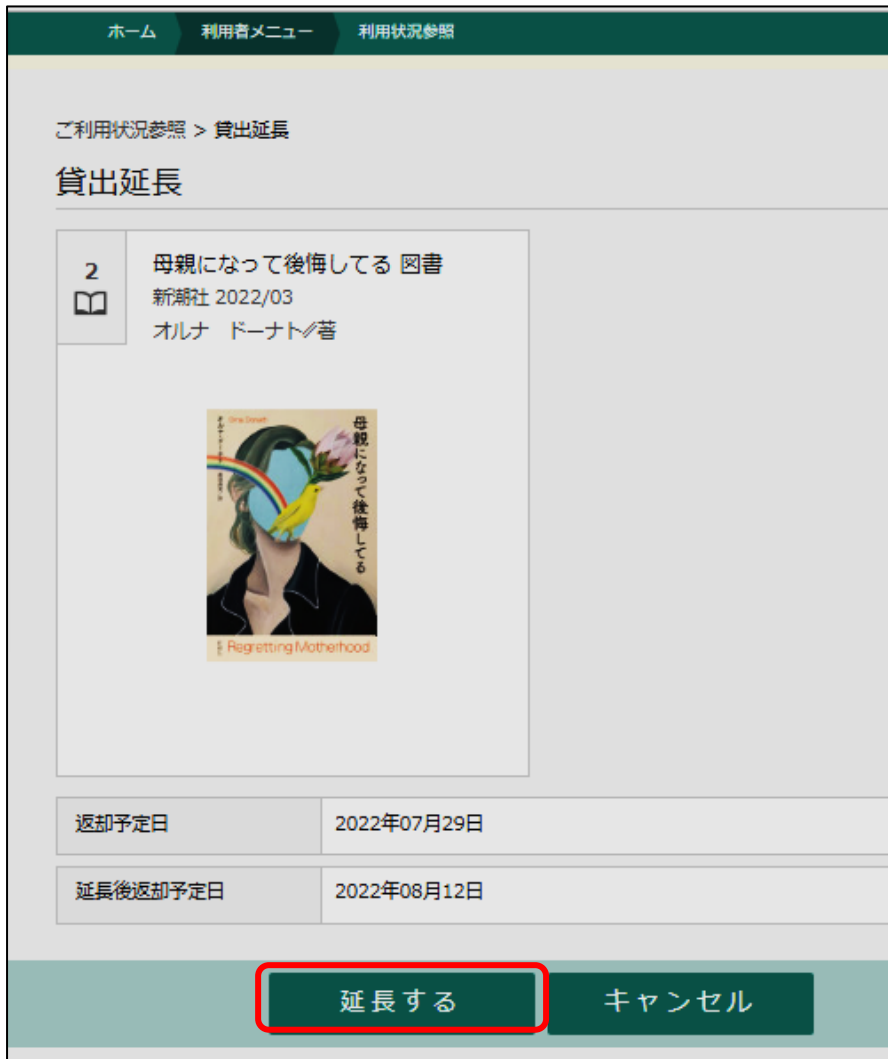 ホーム 利用者メニュー 利用状況参照
ご利用状況参照 > 貸出延長
貸出延長
2
母親になって後悔してる 図書
新潮社 2022/03
オルナ ドーナト∥著
Orna Donath
母親になって後悔してる
Regretting Motherhood
返却予定日 2022年07月29日
延長後返却予定日 2022年08月12日
延長する キャンセル